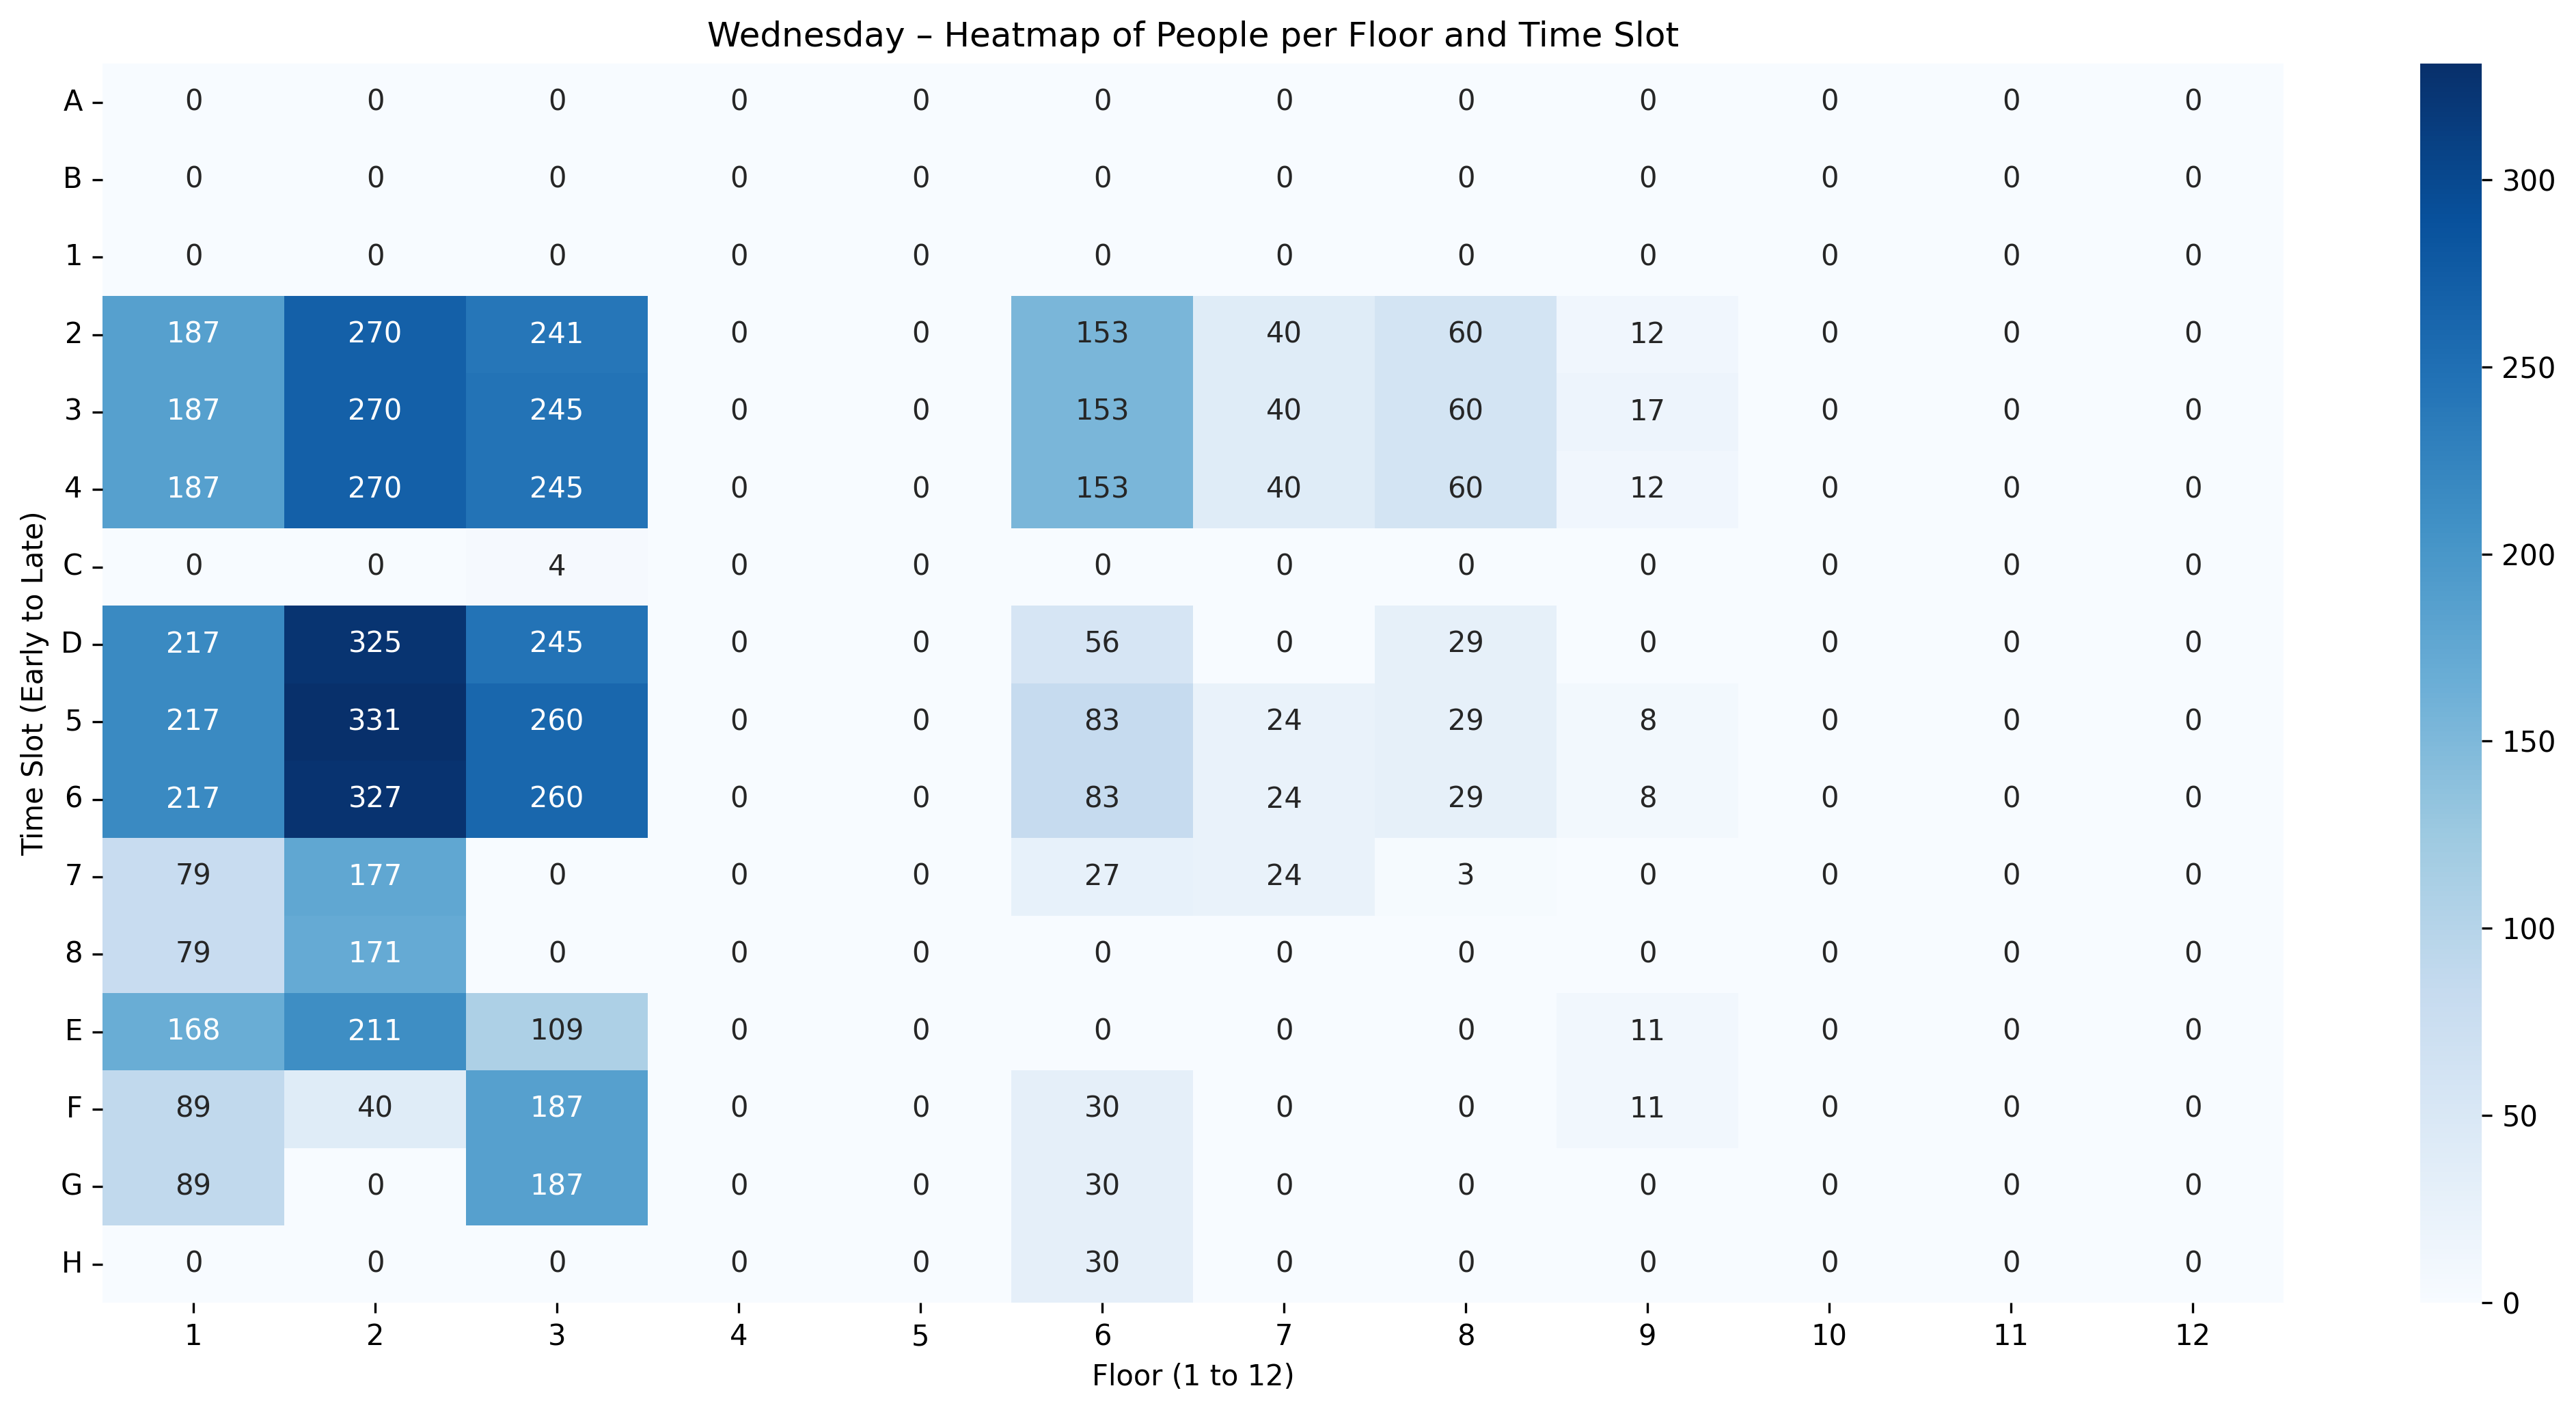 Wednesday – Heatmap of People per Floor and Time Slot
Time Slot (Early to Late)
A 0 0 0 0 0 0 0 0 0 0 0 0
B 0 0 0 0 0 0 0 0 0 0 0 0
1 0 0 0 0 0 0 0 0 0 0 0 0
2 187 270 241 0 0 153 40 60 12 0 0 0
3 187 270 245 0 0 153 40 60 17 0 0 0
4 187 270 245 0 0 153 40 60 12 0 0 0
C 0 0 4 0 0 0 0 0 0 0 0 0
D 217 325 245 0 0 56 0 29 0 0 0 0
5 217 331 260 0 0 83 24 29 8 0 0 0
6 217 327 260 0 0 83 24 29 8 0 0 0
7 79 177 0 0 0 27 24 3 0 0 0 0
8 79 171 0 0 0 0 0 0 0 0 0 0
E 168 211 109 0 0 0 0 0 11 0 0 0
F 89 40 187 0 0 30 0 0 11 0 0 0
G 89 0 187 0 0 30 0 0 0 0 0 0
H 0 0 0 0 0 30 0 0 0 0 0 0
1 2 3 4 5 6 7 8 9 10 11 12
Floor (1 to 12)
300
250
200
150
100
50
0